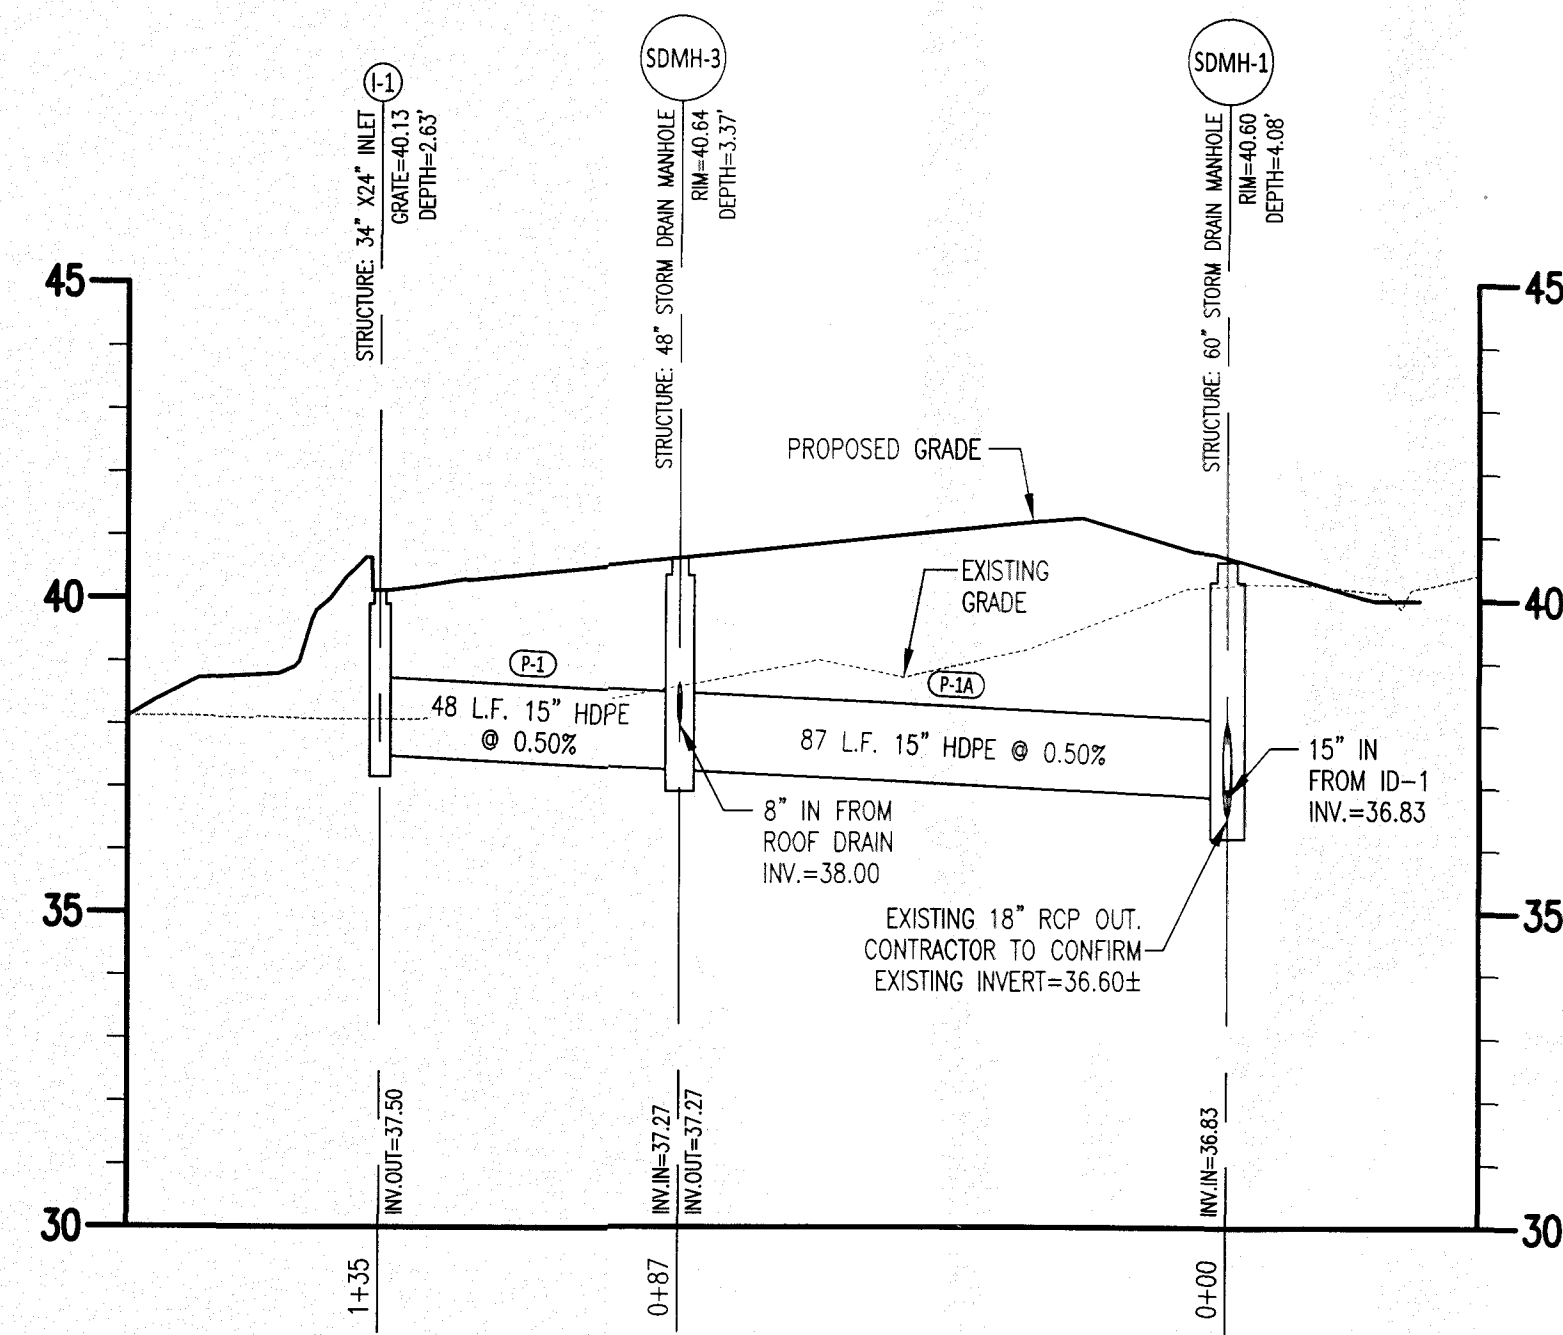 I-1
STRUCTURE: 34" X24" INLET
GRATE=40.13
DEPTH=2.63'
SDMH-3
STRUCTURE: 48" STORM DRAIN MANHOLE
RIM=40.64
DEPTH=3.37'
SDMH-1
STRUCTURE: 60" STORM DRAIN MANHOLE
RIM=40.60
DEPTH=4.08'
45
45
PROPOSED GRADE
EXISTING
GRADE
40
40
P-1
48 L.F. 15" HDPE
@ 0.50%
P-1A
87 L.F. 15" HDPE @ 0.50%
15" IN
FROM ID-1
INV.=36.83
8" IN FROM
ROOF DRAIN
INV.=38.00
35
35
EXISTING 18" RCP OUT.
CONTRACTOR TO CONFIRM
EXISTING INVERT=36.60±
INV.OUT=37.50
INV.IN=37.27
INV.OUT=37.27
INV.IN=36.83
30
30
1+35
0+87
0+00